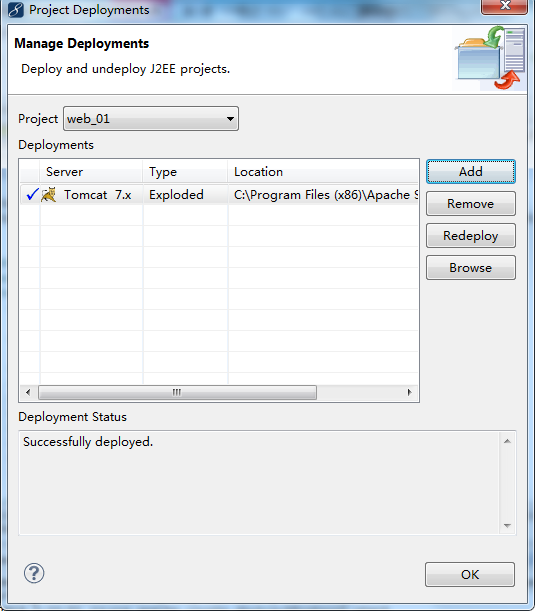 Project Deployments
Manage Deployments
Deploy and undeploy J2EE projects.
Project web_01
Deployments
Server Type Location
Tomcat 7.x Exploded C:\Program Files (x86)\Apache S
Add
Remove
Redeploy
Browse
Deployment Status
Successfully deployed.
OK